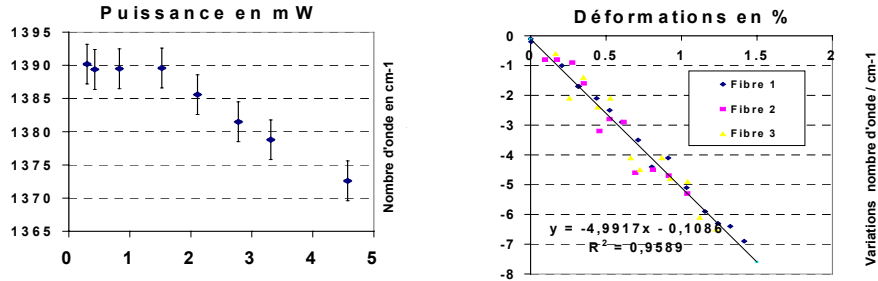 Puissance en mW
1395
1390
1385
1380
1375
1370
1365
0 1 2 3 4 5
Nombre d'onde en cm-1
Déformations en %
0 0.5 1 1.5 2
0
-1
-2
-3
-4
-5
-6
-7
-8
Fibre 1
Fibre 2
Fibre 3
y = -4,9917x - 0,1086
R² = 0,9589
Variations nombre d'onde / cm-1